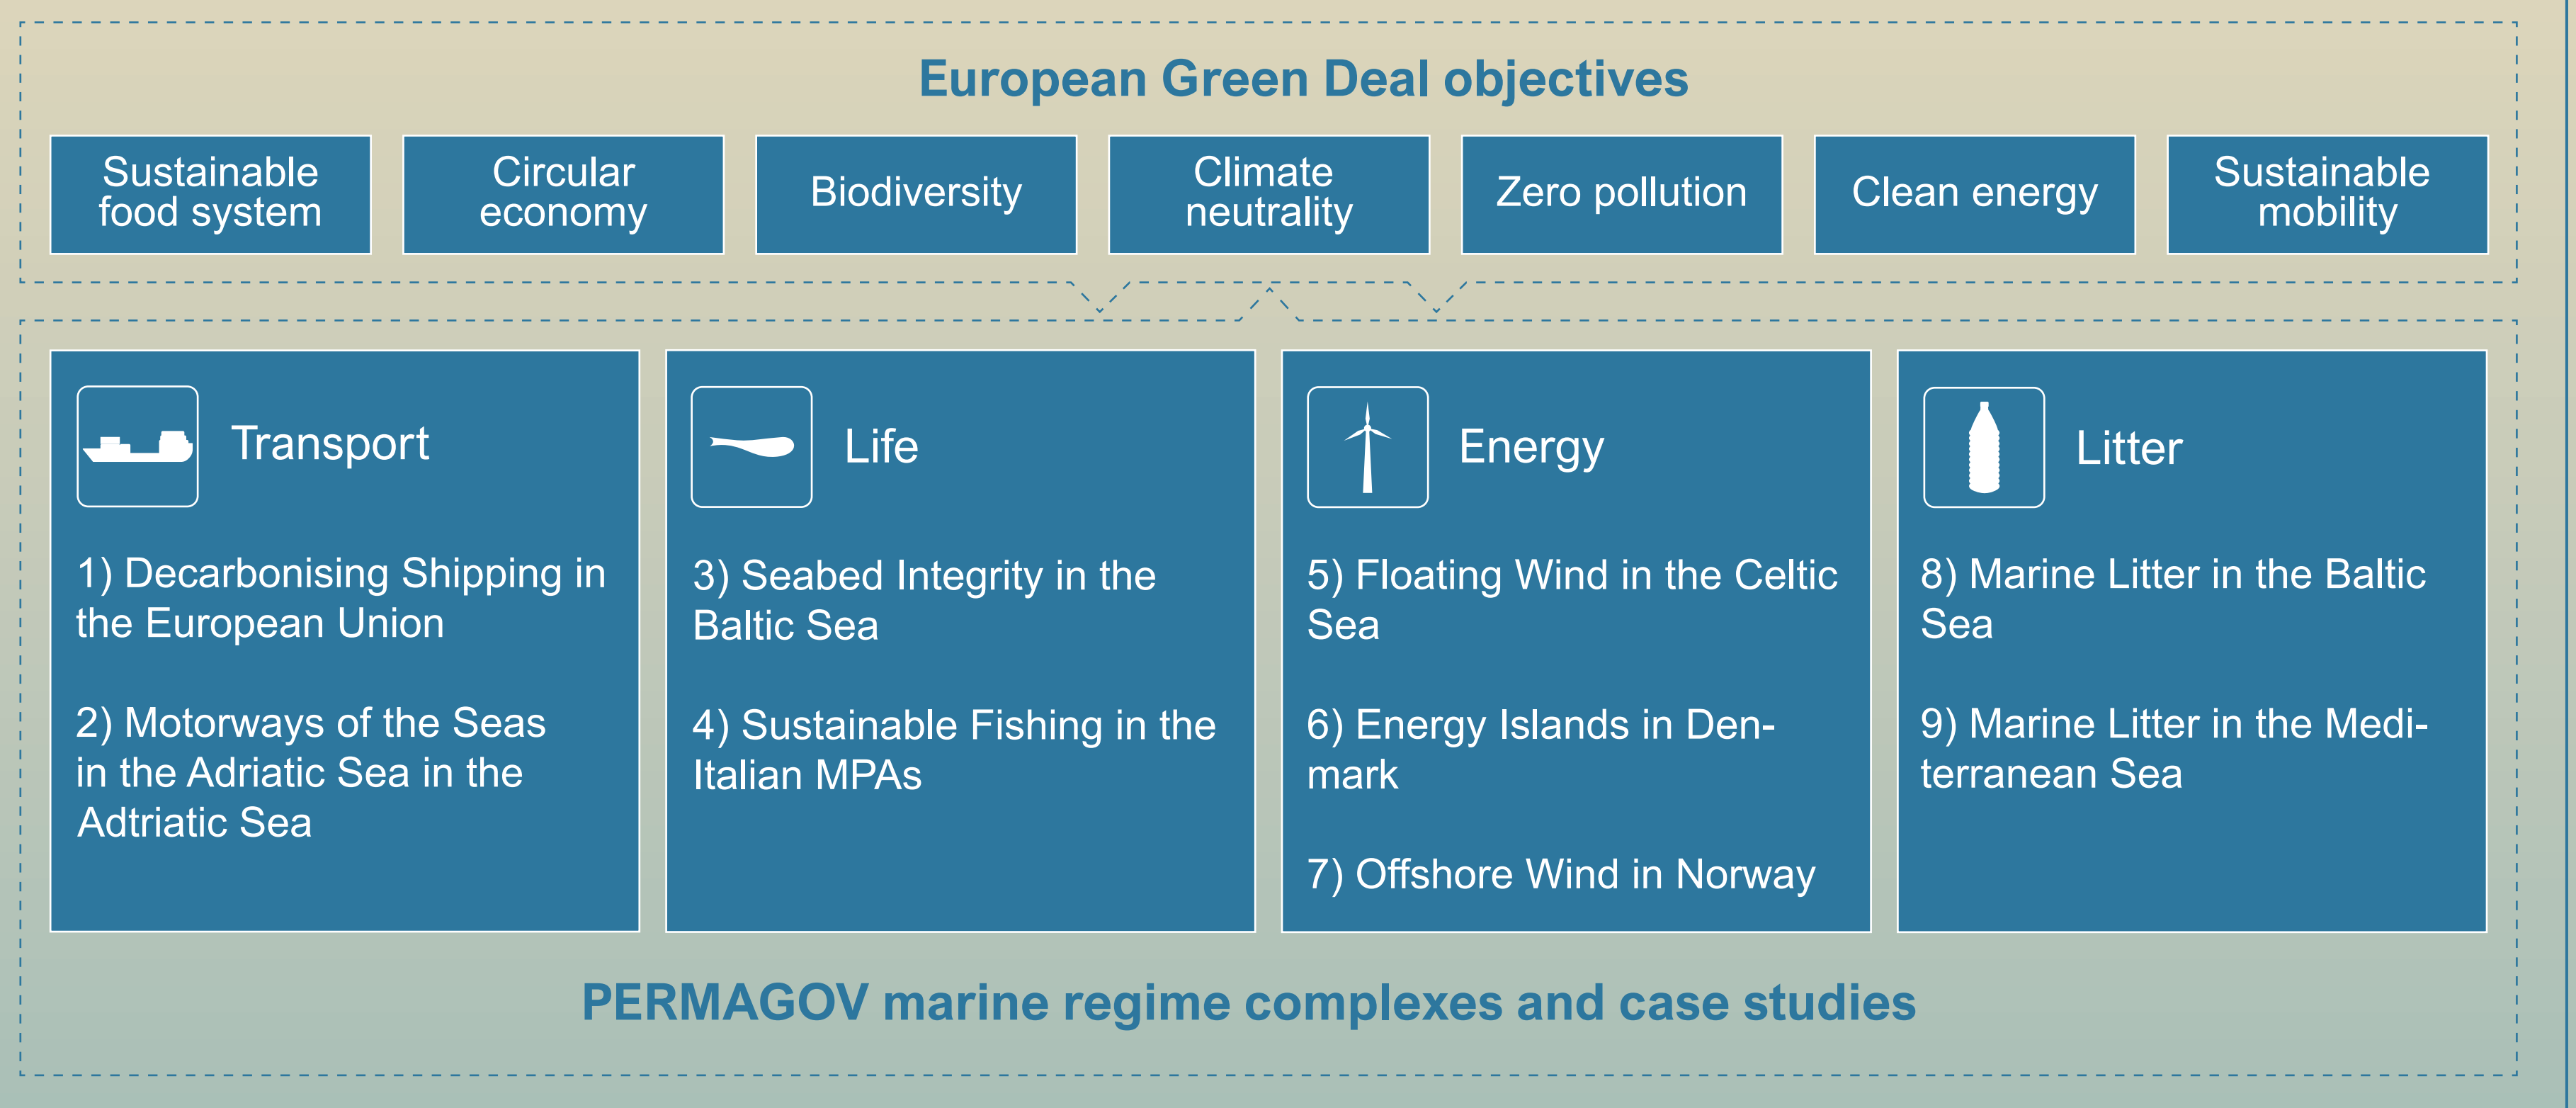 European Green Deal objectives
Sustainable
food system
Circular
economy
Biodiversity
Climate
neutrality
Zero pollution
Clean energy
Sustainable
mobility
Transport
1) Decarbonising Shipping in
the European Union
2) Motorways of the Seas
in the Adriatic Sea in the
Adtriatic Sea
Life
3) Seabed Integrity in the
Baltic Sea
4) Sustainable Fishing in the
Italian MPAs
Energy
5) Floating Wind in the Celtic
Sea
6) Energy Islands in Den-
mark
7) Offshore Wind in Norway
Litter
8) Marine Litter in the Baltic
Sea
9) Marine Litter in the Medi-
terranean Sea
PERMAGOV marine regime complexes and case studies